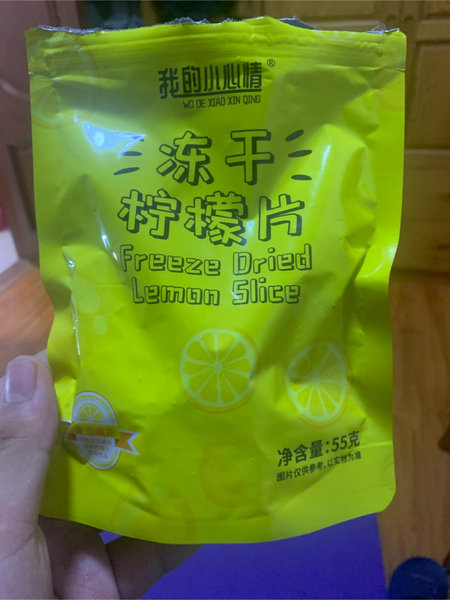 我的小心情®
WO DE XIAO XIN QING
冻干
柠檬片
Freeze Dried
Lemon Slice
净含量:55克
图片仅供参考,以实物为准